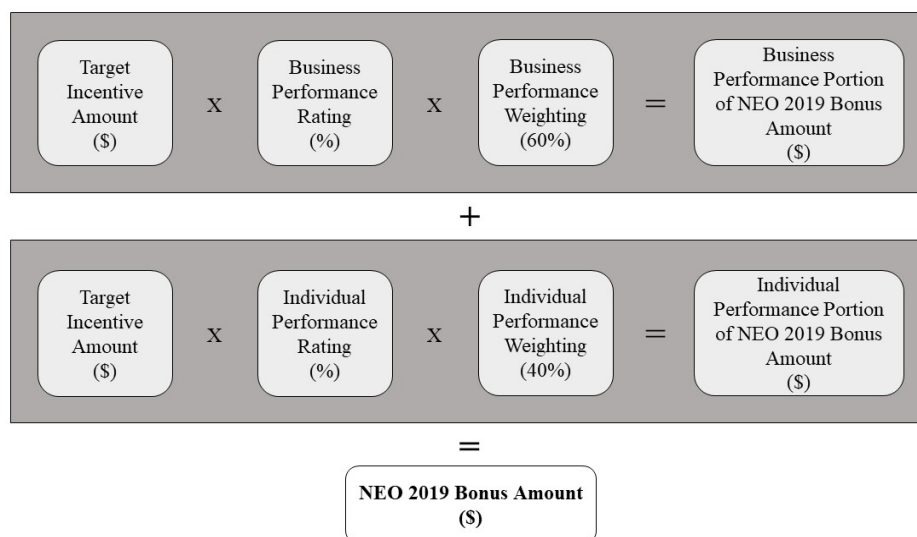 Target
Incentive
Amount
($)
X
Business
Performance
Rating
(%)
X
Business
Performance
Weighting
(60%)
=
Business
Performance Portion
of NEO 2019 Bonus
Amount
($)
+
Target
Incentive
Amount
($)
X
Individual
Performance
Rating
(%)
X
Individual
Performance
Weighting
(40%)
=
Individual
Performance Portion
of NEO 2019 Bonus
Amount
($)
=
NEO 2019 Bonus Amount
($)